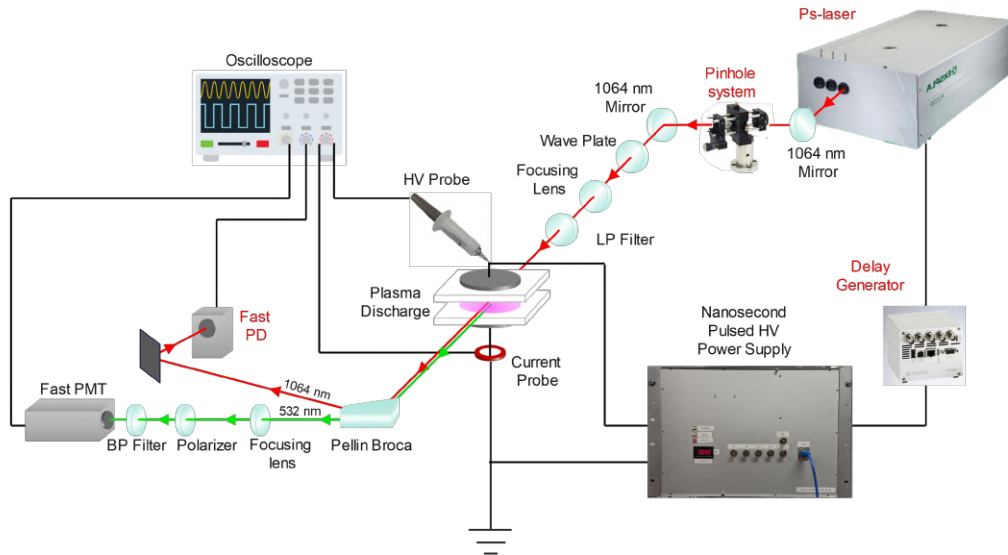 Ps-laser
Oscilloscope
Pinhole
system
1064 nm
Mirror
EKSPLA
Wave Plate
1064 nm
Mirror
Focusing
Lens
HV Probe
LP Filter
Delay
Generator
Plasma
Discharge
Nanosecond
Pulsed HV
Power Supply
Fast
PD
Current
Probe
1064 nm
Fast PMT
532 nm
BP Filter
Polarizer
Focusing
lens
Pellin Broca